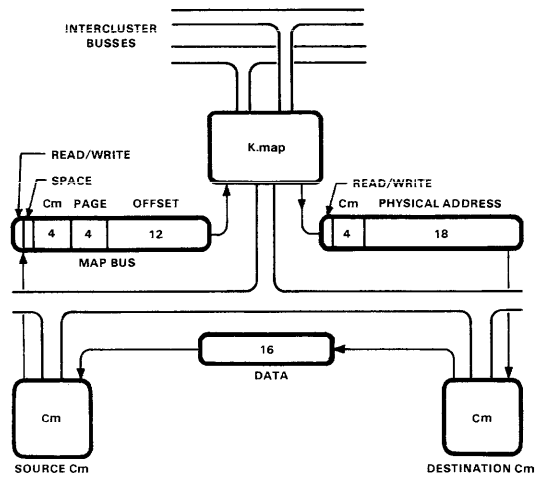 INTERCLUSTER
BUSSES
K.map
READ/WRITE
SPACE
Cm PAGE OFFSET
4 4 12
MAP BUS
READ/WRITE
Cm PHYSICAL ADDRESS
4 18
16
DATA
Cm
SOURCE Cm
Cm
DESTINATION Cm